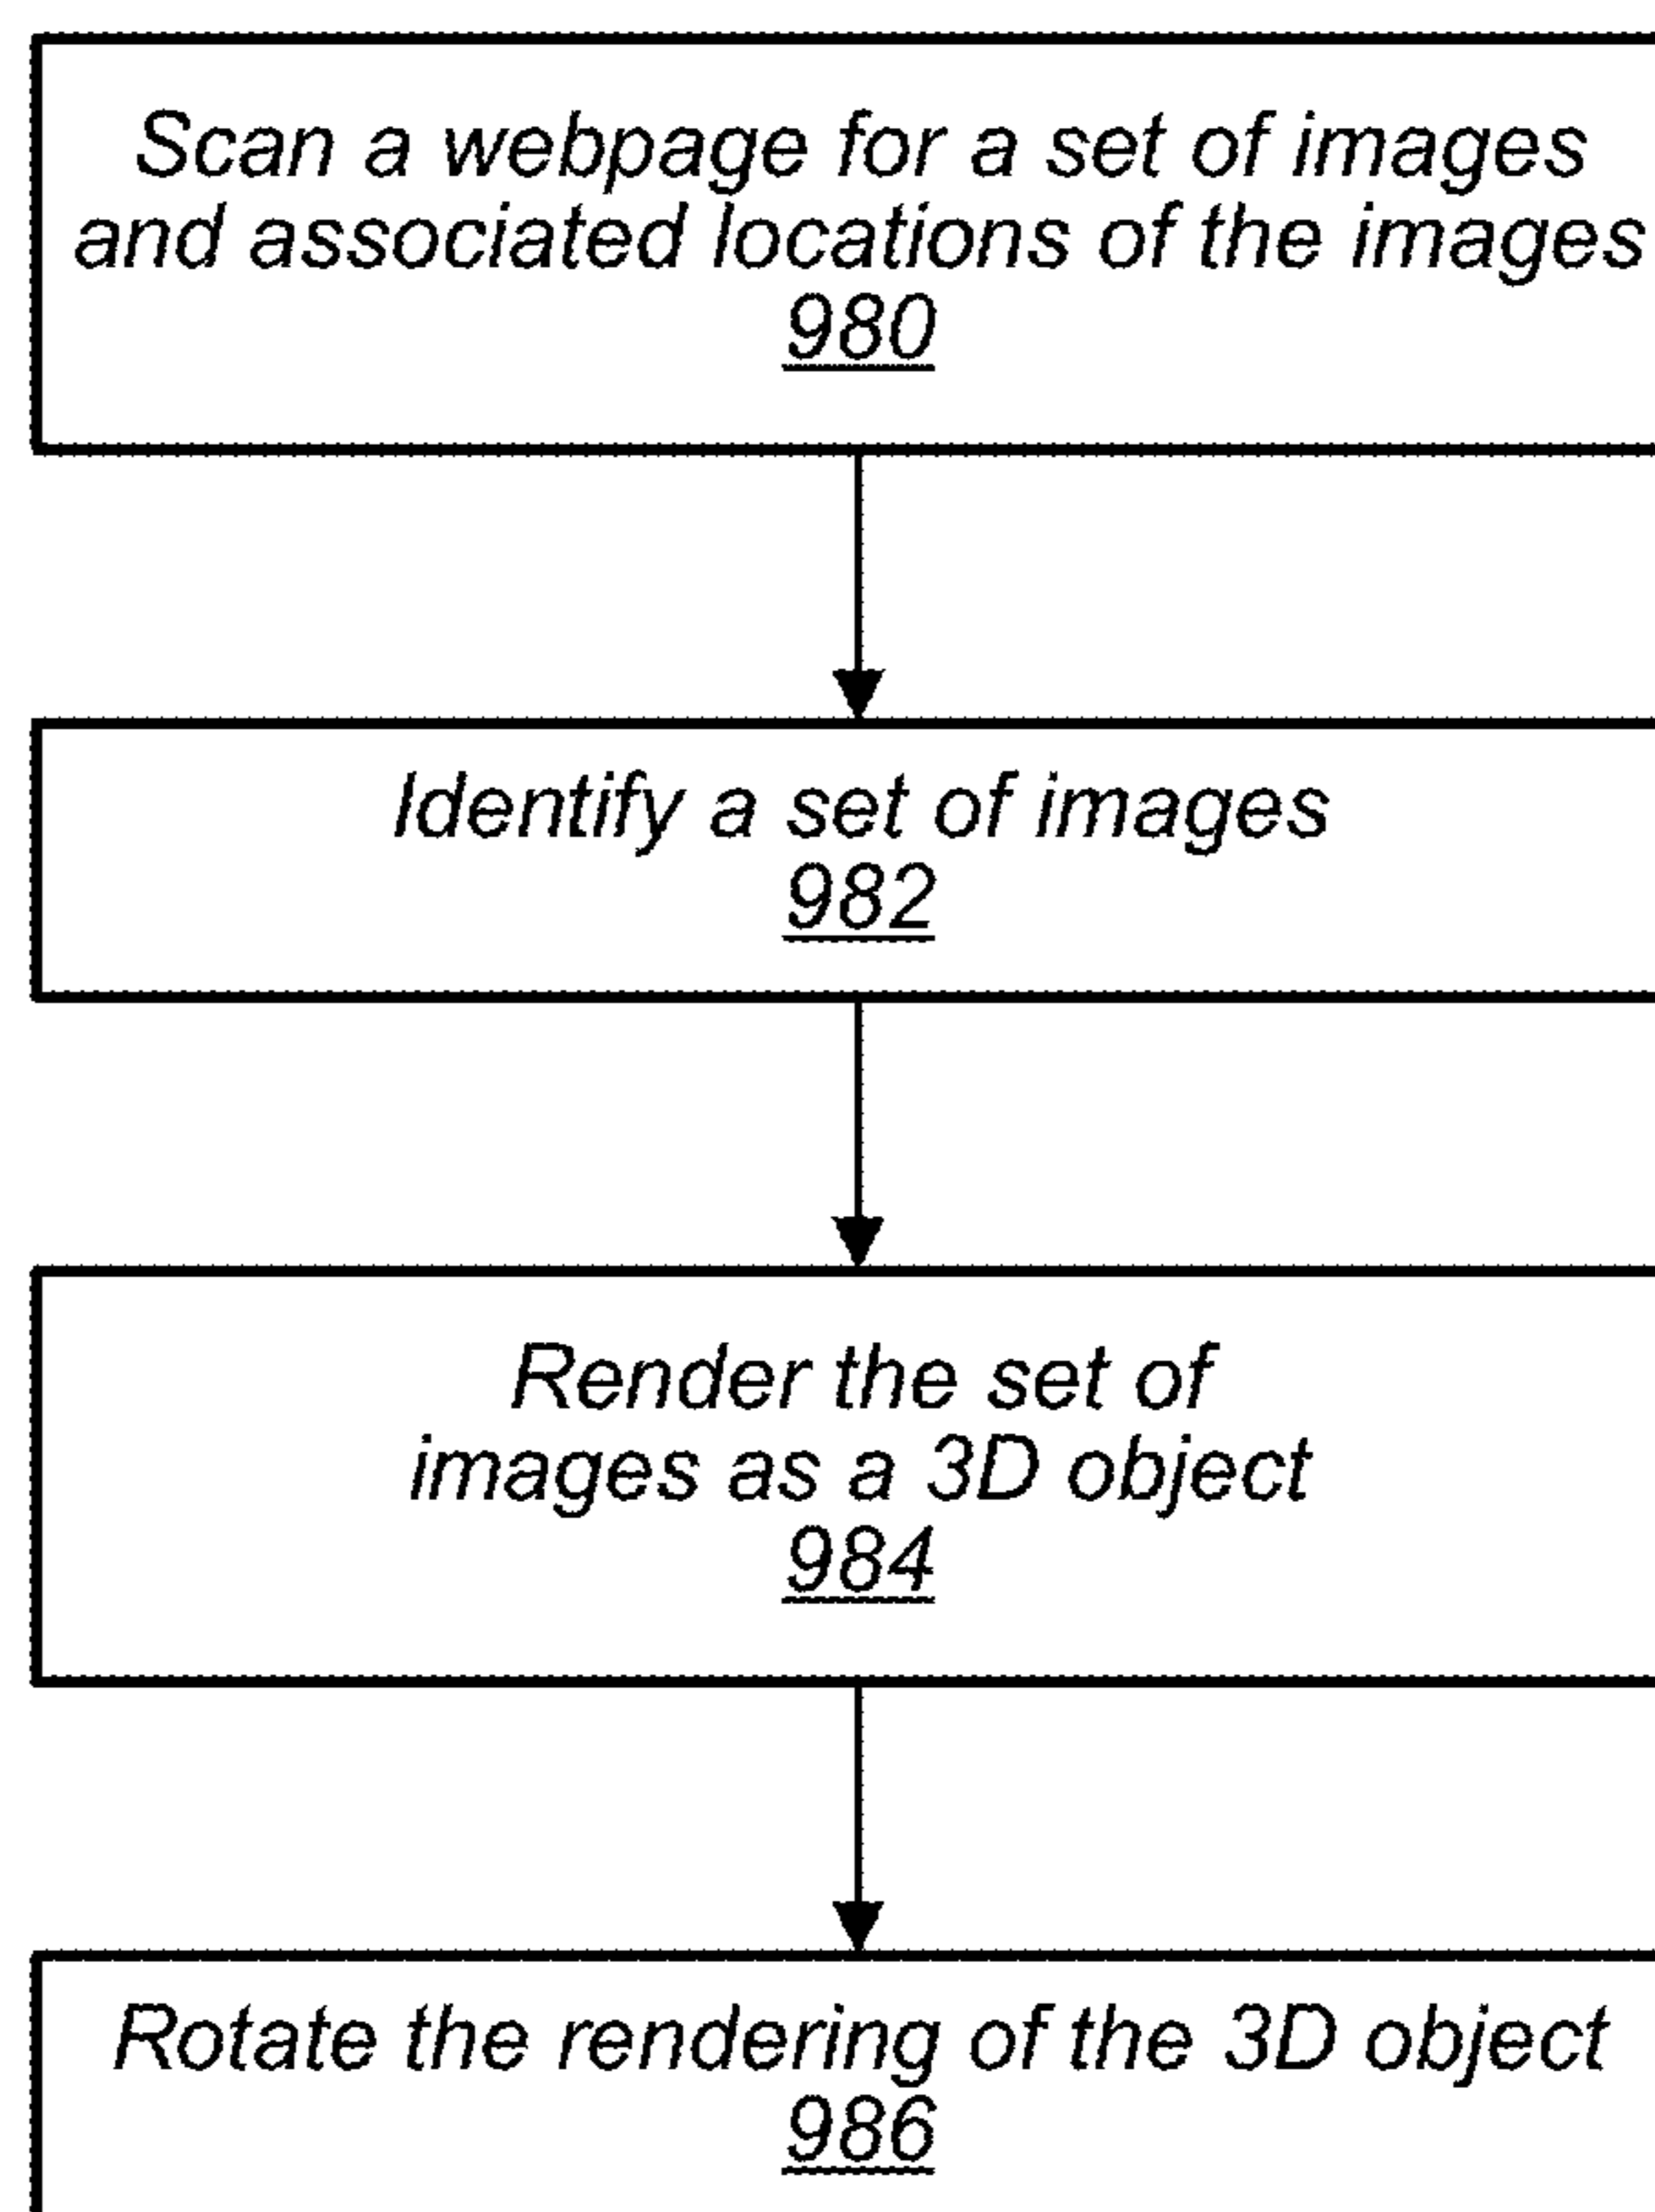 Scan a webpage for a set of images
and associated locations of the images
980
Identify a set of images
982
Render the set of
images as a 3D object
984
Rotate the rendering of the 3D object
986